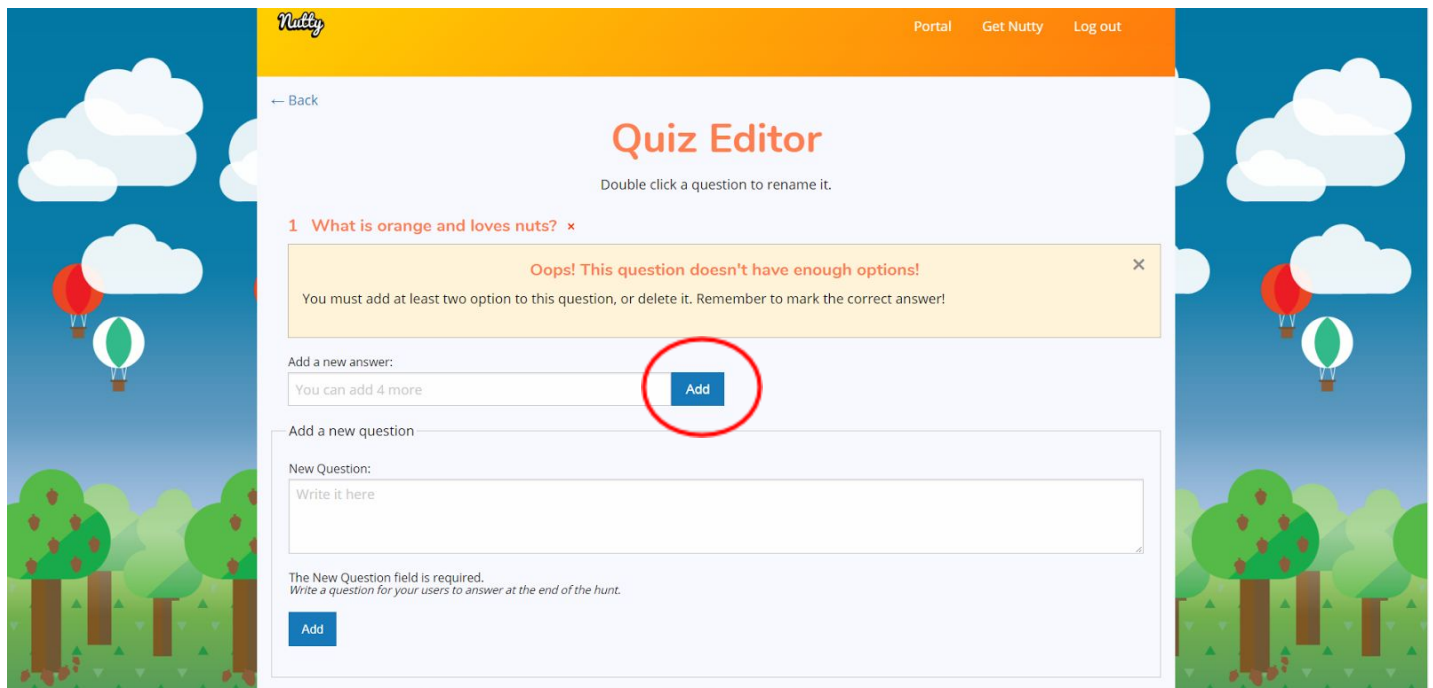 Nutty
Portal Get Nutty Log out
← Back
Quiz Editor
Double click a question to rename it.
1 What is orange and loves nuts? ×
Oops! This question doesn't have enough options! ×
You must add at least two option to this question, or delete it. Remember to mark the correct answer!
Add a new answer:
You can add 4 more Add
Add a new question
New Question:
Write it here
The New Question field is required.
Write a question for your users to answer at the end of the hunt.
Add